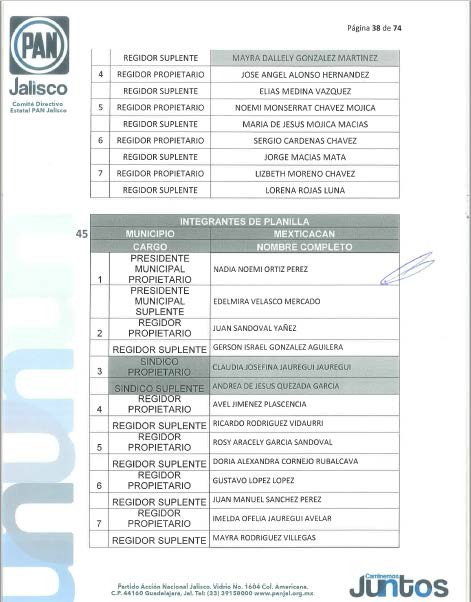 Página 38 de 74
PAN
Jalisco
Comité Directivo
Estatal PAN Jalisco
REGIDOR SUPLENTE MAYRA DALLELY GONZALEZ MARTINEZ
4 REGIDOR PROPIETARIO JOSE ANGEL ALONSO HERNANDEZ
REGIDOR SUPLENTE ELIAS MEDINA VAZQUEZ
5 REGIDOR PROPIETARIO NOEMI MONSERRAT CHAVEZ MOJICA
REGIDOR SUPLENTE MARIA DE JESUS MOJICA MACIAS
6 REGIDOR PROPIETARIO SERGIO CARDENAS CHAVEZ
REGIDOR SUPLENTE JORGE MACIAS MATA
7 REGIDOR PROPIETARIO LIZBETH MORENO CHAVEZ
REGIDOR SUPLENTE LORENA ROJAS LUNA
INTEGRANTES DE PLANILLA
45 MUNICIPIO MEXTICACAN
CARGO NOMBRE COMPLETO
1 PRESIDENTE MUNICIPAL PROPIETARIO NADIA NOEMI ORTIZ PEREZ
PRESIDENTE MUNICIPAL SUPLENTE EDELMIRA VELASCO MERCADO
2 REGIDOR PROPIETARIO JUAN SANDOVAL YAÑEZ
REGIDOR SUPLENTE GERSON ISRAEL GONZALEZ AGUILERA
3 SINDICO PROPIETARIO CLAUDIA JOSEFINA JAUREGUI JAUREGUI
SINDICO SUPLENTE ANDREA DE JESUS QUEZADA GARCIA
4 REGIDOR PROPIETARIO AVEL JIMENEZ PLASCENCIA
REGIDOR SUPLENTE RICARDO RODRIGUEZ VIDAURRI
5 REGIDOR PROPIETARIO ROSY ARACELY GARCIA SANDOVAL
REGIDOR SUPLENTE DORIA ALEXANDRA CORNEJO RUBALCAVA
6 REGIDOR PROPIETARIO GUSTAVO LOPEZ LOPEZ
REGIDOR SUPLENTE JUAN MANUEL SANCHEZ PEREZ
7 REGIDOR PROPIETARIO IMELDA OFELIA JAUREGUI AVELAR
REGIDOR SUPLENTE MAYRA RODRIGUEZ VILLEGAS
Partido Acción Nacional Jalisco. Vidrio No. 1604 Col. Americana,
C.P. 44160 Guadalajara, Jal. Tel: (33) 39158000 www.panjal.org.mx
Caminemos
Juntos